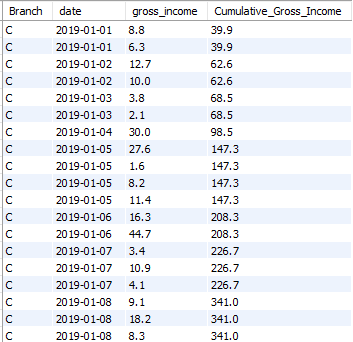 Branch date gross_income Cumulative_Gross_Income
C 2019-01-01 8.8 39.9
C 2019-01-01 6.3 39.9
C 2019-01-02 12.7 62.6
C 2019-01-02 10.0 62.6
C 2019-01-03 3.8 68.5
C 2019-01-03 2.1 68.5
C 2019-01-04 30.0 98.5
C 2019-01-05 27.6 147.3
C 2019-01-05 1.6 147.3
C 2019-01-05 8.2 147.3
C 2019-01-05 11.4 147.3
C 2019-01-06 16.3 208.3
C 2019-01-06 44.7 208.3
C 2019-01-07 3.4 226.7
C 2019-01-07 10.9 226.7
C 2019-01-07 4.1 226.7
C 2019-01-08 9.1 341.0
C 2019-01-08 18.2 341.0
C 2019-01-08 8.3 341.0